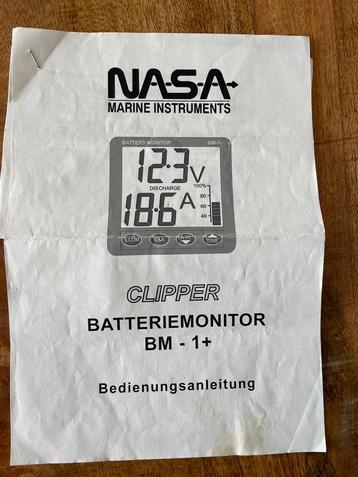 NASA
MARINE INSTRUMENTS
BATTERY MONITOR BM-1+
12.3V
DISCHARGE
100%
80
60
40
18.6A
ILLUM
CLIPPER
BATTERIEMONITOR
BM - 1+
Bedienungsanleitung